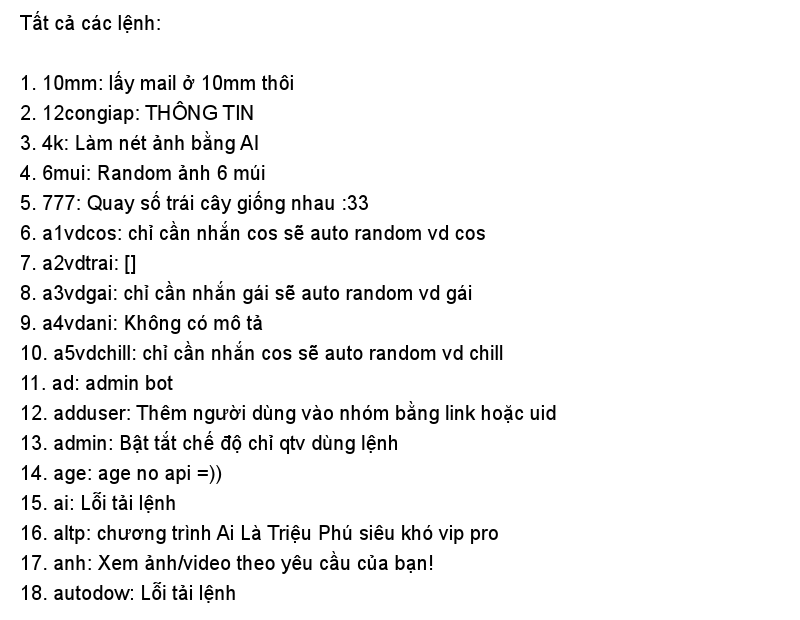 Tất cả các lệnh:
1. 10mm: lấy mail ở 10mm thôi
2. 12congiap: THÔNG TIN
3. 4k: Làm nét ảnh bằng AI
4. 6mui: Random ảnh 6 múi
5. 777: Quay số trái cây giống nhau :33
6. a1vdcos: chỉ cần nhắn cos sẽ auto random vd cos
7. a2vdtrai: []
8. a3vdgai: chỉ cần nhắn gái sẽ auto random vd gái
9. a4vdani: Không có mô tả
10. a5vdchill: chỉ cần nhắn cos sẽ auto random vd chill
11. ad: admin bot
12. adduser: Thêm người dùng vào nhóm bằng link hoặc uid
13. admin: Bật tắt chế độ chỉ qtv dùng lệnh
14. age: age no api =))
15. ai: Lỗi tải lệnh
16. altp: chương trình Ai Là Triệu Phú siêu khó vip pro
17. anh: Xem ảnh/video theo yêu cầu của bạn!
18. autodow: Lỗi tải lệnh